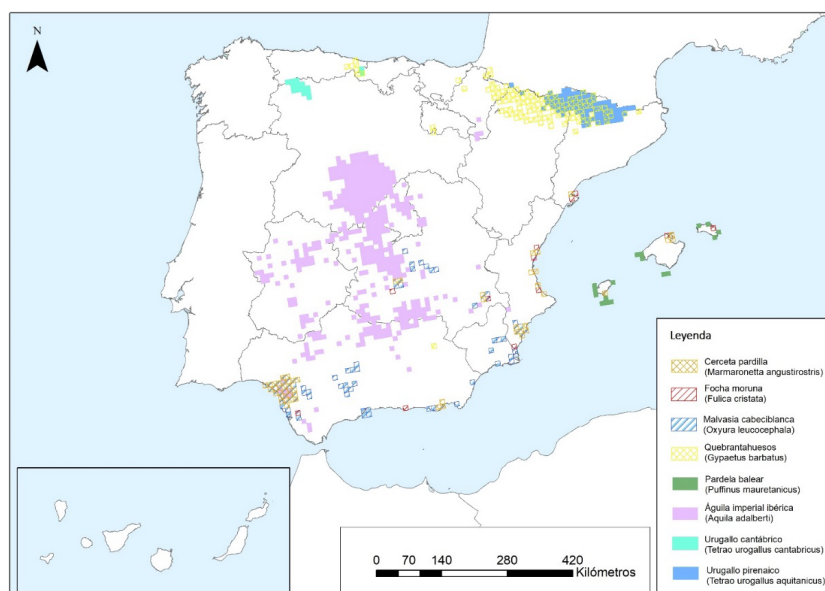 N
Leyenda
Cerceta pardilla
(Marmaronetta angustirostris)
Focha moruna
(Fulica cristata)
Malvasia cabeciblanca
(Oxyura leucocephala)
Quebrantahuesos
(Gypaetus barbatus)
Pardela balear
(Puffinus mauretanicus)
Águila imperial ibérica
(Aquila adalberti)
Urugallo cantábrico
(Tetrao urogallus cantabricus)
Urugallo pirenaico
(Tetrao urogallus aquitanicus)
0 70 140 280 420
Kilómetros